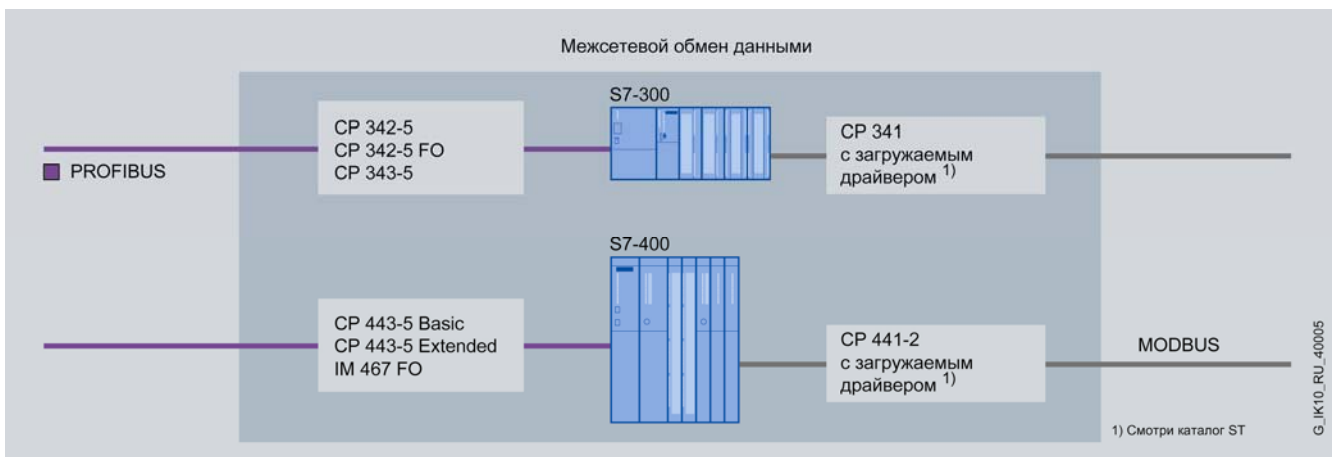 Межсетевой обмен данными
S7-300
CP 342-5
CP 342-5 FO
CP 343-5
CP 341
с загружаемым
драйвером 1)
PROFIBUS
S7-400
CP 443-5 Basic
CP 443-5 Extended
IM 467 FO
CP 441-2
с загружаемым
драйвером 1)
MODBUS
1) Смотри каталог ST
G_IK10_RU_40005